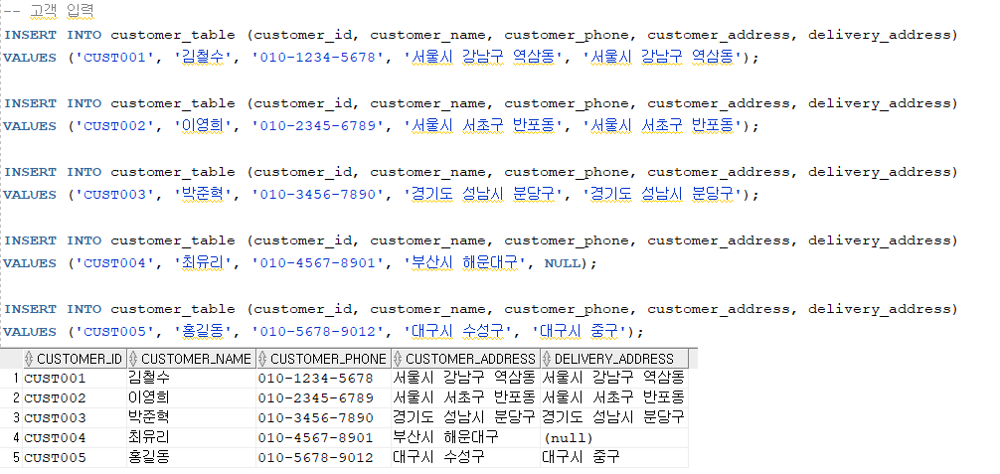 -- 고객 입력
INSERT INTO customer_table (customer_id, customer_name, customer_phone, customer_address, delivery_address)
VALUES ('CUST001', '김철수', '010-1234-5678', '서울시 강남구 역삼동', '서울시 강남구 역삼동');
INSERT INTO customer_table (customer_id, customer_name, customer_phone, customer_address, delivery_address)
VALUES ('CUST002', '이영희', '010-2345-6789', '서울시 서초구 반포동', '서울시 서초구 반포동');
INSERT INTO customer_table (customer_id, customer_name, customer_phone, customer_address, delivery_address)
VALUES ('CUST003', '박준혁', '010-3456-7890', '경기도 성남시 분당구', '경기도 성남시 분당구');
INSERT INTO customer_table (customer_id, customer_name, customer_phone, customer_address, delivery_address)
VALUES ('CUST004', '최유리', '010-4567-8901', '부산시 해운대구', NULL);
INSERT INTO customer_table (customer_id, customer_name, customer_phone, customer_address, delivery_address)
VALUES ('CUST005', '홍길동', '010-5678-9012', '대구시 수성구', '대구시 중구');
CUSTOMER_ID CUSTOMER_NAME CUSTOMER_PHONE CUSTOMER_ADDRESS DELIVERY_ADDRESS
1 CUST001 김철수 010-1234-5678 서울시 강남구 역삼동 서울시 강남구 역삼동
2 CUST002 이영희 010-2345-6789 서울시 서초구 반포동 서울시 서초구 반포동
3 CUST003 박준혁 010-3456-7890 경기도 성남시 분당구 경기도 성남시 분당구
4 CUST004 최유리 010-4567-8901 부산시 해운대구 (null)
5 CUST005 홍길동 010-5678-9012 대구시 수성구 대구시 중구